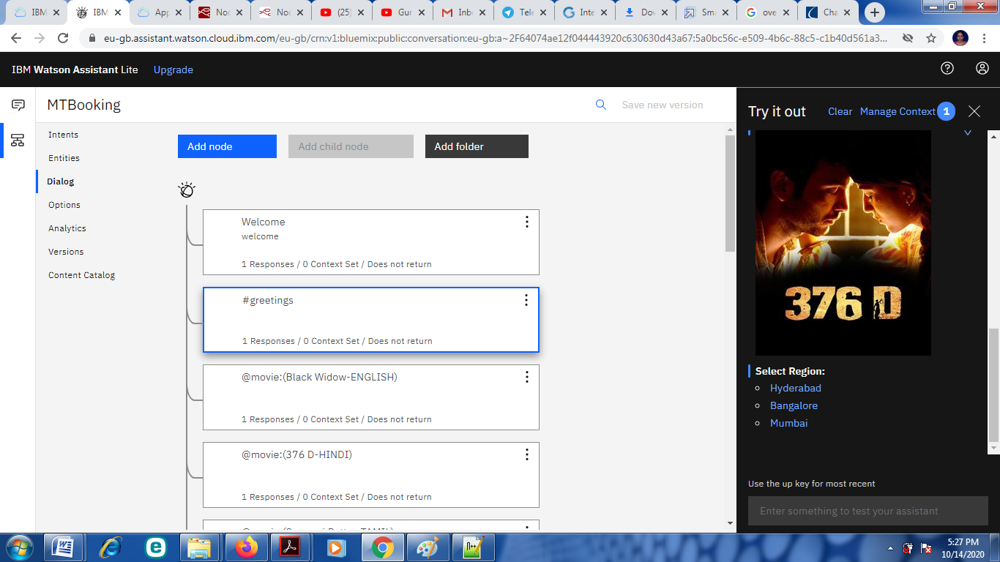 IBM
IBM
App
Noc
Noc
(25)
Gur
Inb
Tele
Inte
Dov
Sma
ove
Cha
eu-gb.assistant.watson.cloud.ibm.com/eu-gb/crn:v1:bluemix:public:conversation:eu-gb:a~2F64074ae12f044443920c630630d43a67:5a0bc56c-e509-4b6c-88c5-c1b40d561a3...
IBM Watson Assistant Lite Upgrade
MTBooking
Save new version
Intents
Entities
Dialog
Options
Analytics
Versions
Content Catalog
Add node
Add child node
Add folder
Welcome
welcome
1 Responses / 0 Context Set / Does not return
#greetings
1 Responses / 0 Context Set / Does not return
@movie:(Black Widow-ENGLISH)
1 Responses / 0 Context Set / Does not return
@movie:(376 D-HINDI)
1 Responses / 0 Context Set / Does not return
Try it out
Clear
Manage Context 1
376 D
Select Region:
Hyderabad
Bangalore
Mumbai
Use the up key for most recent
Enter something to test your assistant
5:27 PM
10/14/2020